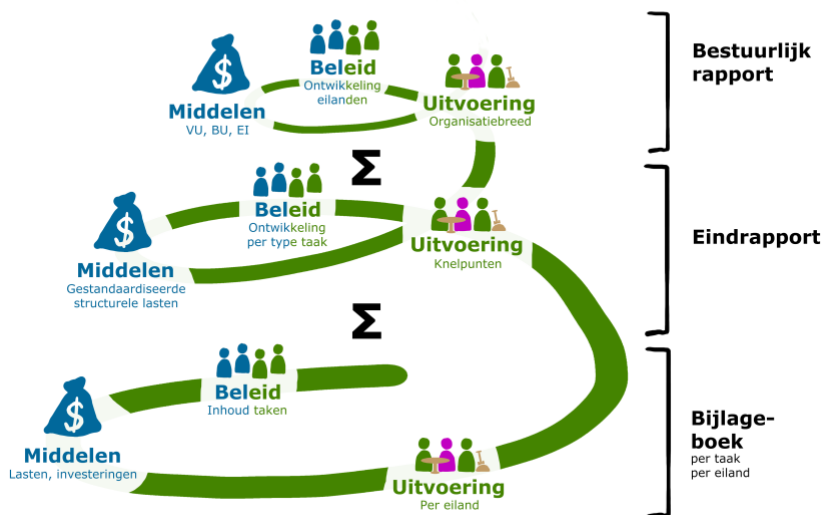 Beleid
Ontwikkeling
eilanden
$
Middelen
VU, BU, EI
Uitvoering
Organisatiebreed
Bestuurlijk
rapport
Σ
Beleid
Ontwikkeling
per type taak
$
Middelen
Gestandaardiseerde
structurele lasten
Uitvoering
Knelpunten
Eindrapport
Σ
Beleid
Inhoud taken
$
Middelen
Lasten, investeringen
Uitvoering
Per eiland
Bijlage-
boek
per taak
per eiland